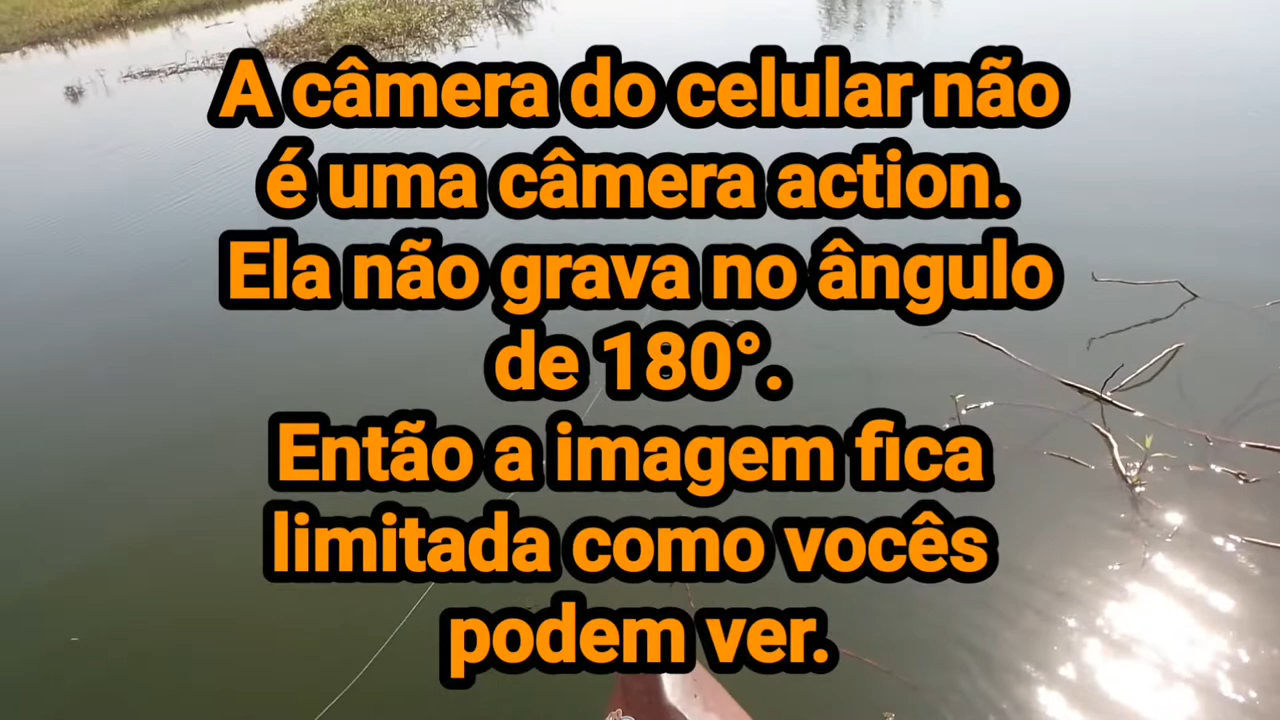 A câmera do celular não
é uma câmera action.
Ela não grava no ângulo
de 180°.
Então a imagem fica
limitada como vocês
podem ver.